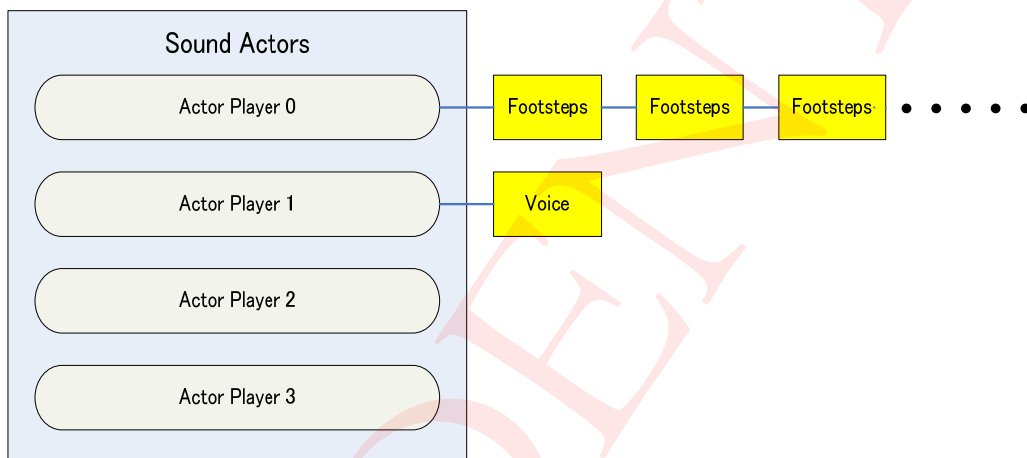 Sound Actors
Actor Player 0
Footsteps
Footsteps
Footsteps
Actor Player 1
Voice
Actor Player 2
Actor Player 3